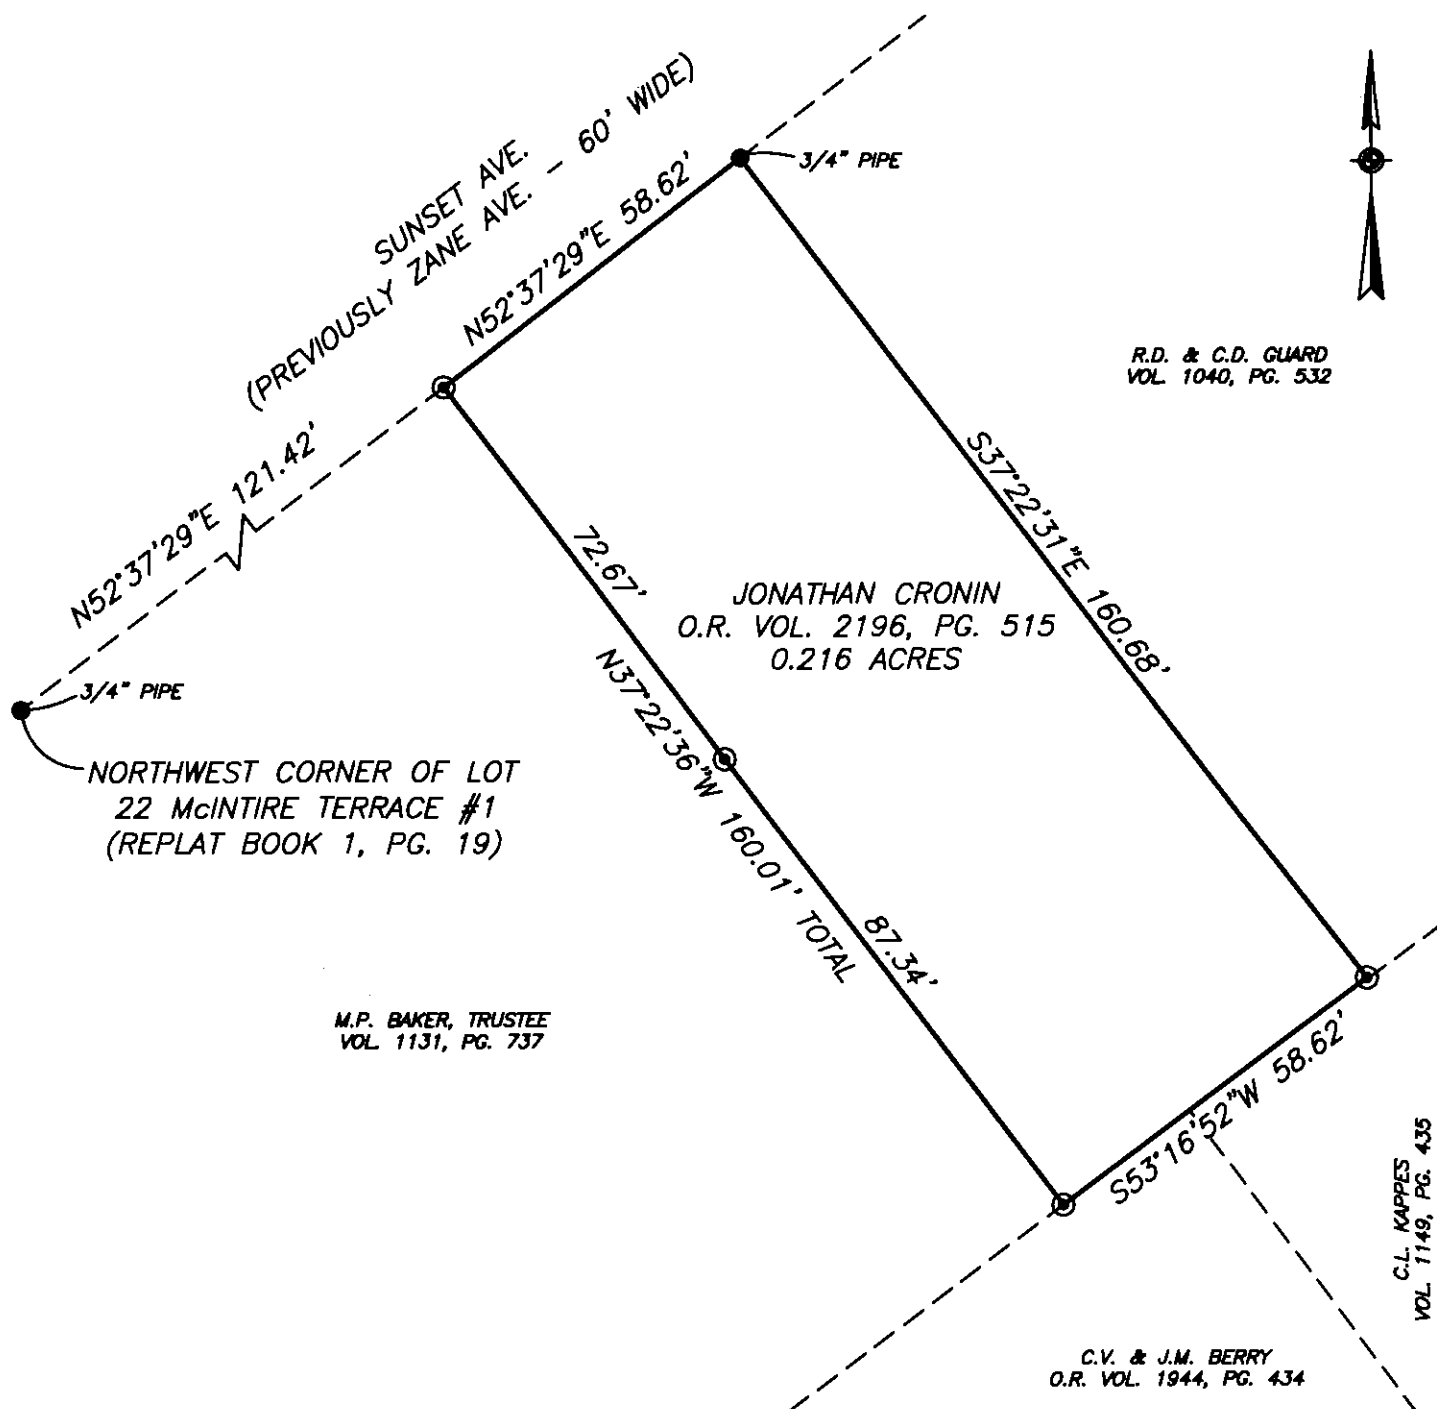 SUNSET AVE.
(PREVIOUSLY ZANE AVE. – 60' WIDE)
N52°37'29"E 58.62'
3/4" PIPE
R.D. & C.D. GUARD
VOL. 1040, PG. 532
N52°37'29"E 121.42'
S37°22'31"E 160.68'
72.67'
JONATHAN CRONIN
O.R. VOL. 2196, PG. 515
0.216 ACRES
N37°22'36"W 160.01' TOTAL
3/4" PIPE
NORTHWEST CORNER OF LOT
22 McINTIRE TERRACE #1
(REPLAT BOOK 1, PG. 19)
87.34'
M.P. BAKER, TRUSTEE
VOL. 1131, PG. 737
S53°16'52"W 58.62'
C.L. KAPPES
VOL. 1149, PG. 435
C.V. & J.M. BERRY
O.R. VOL. 1944, PG. 434